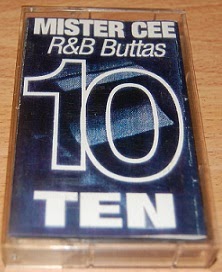 MISTER CEE
R&B Buttas
10
TEN